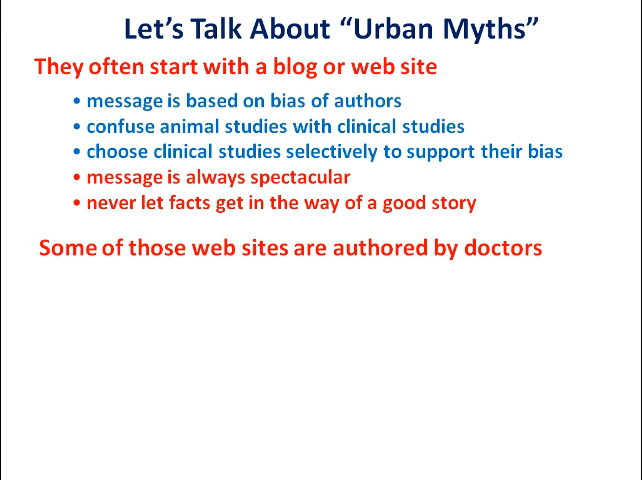 Let’s Talk About “Urban Myths”
They often start with a blog or web site
• message is based on bias of authors
• confuse animal studies with clinical studies
• choose clinical studies selectively to support their bias
• message is always spectacular
• never let facts get in the way of a good story
Some of those web sites are authored by doctors